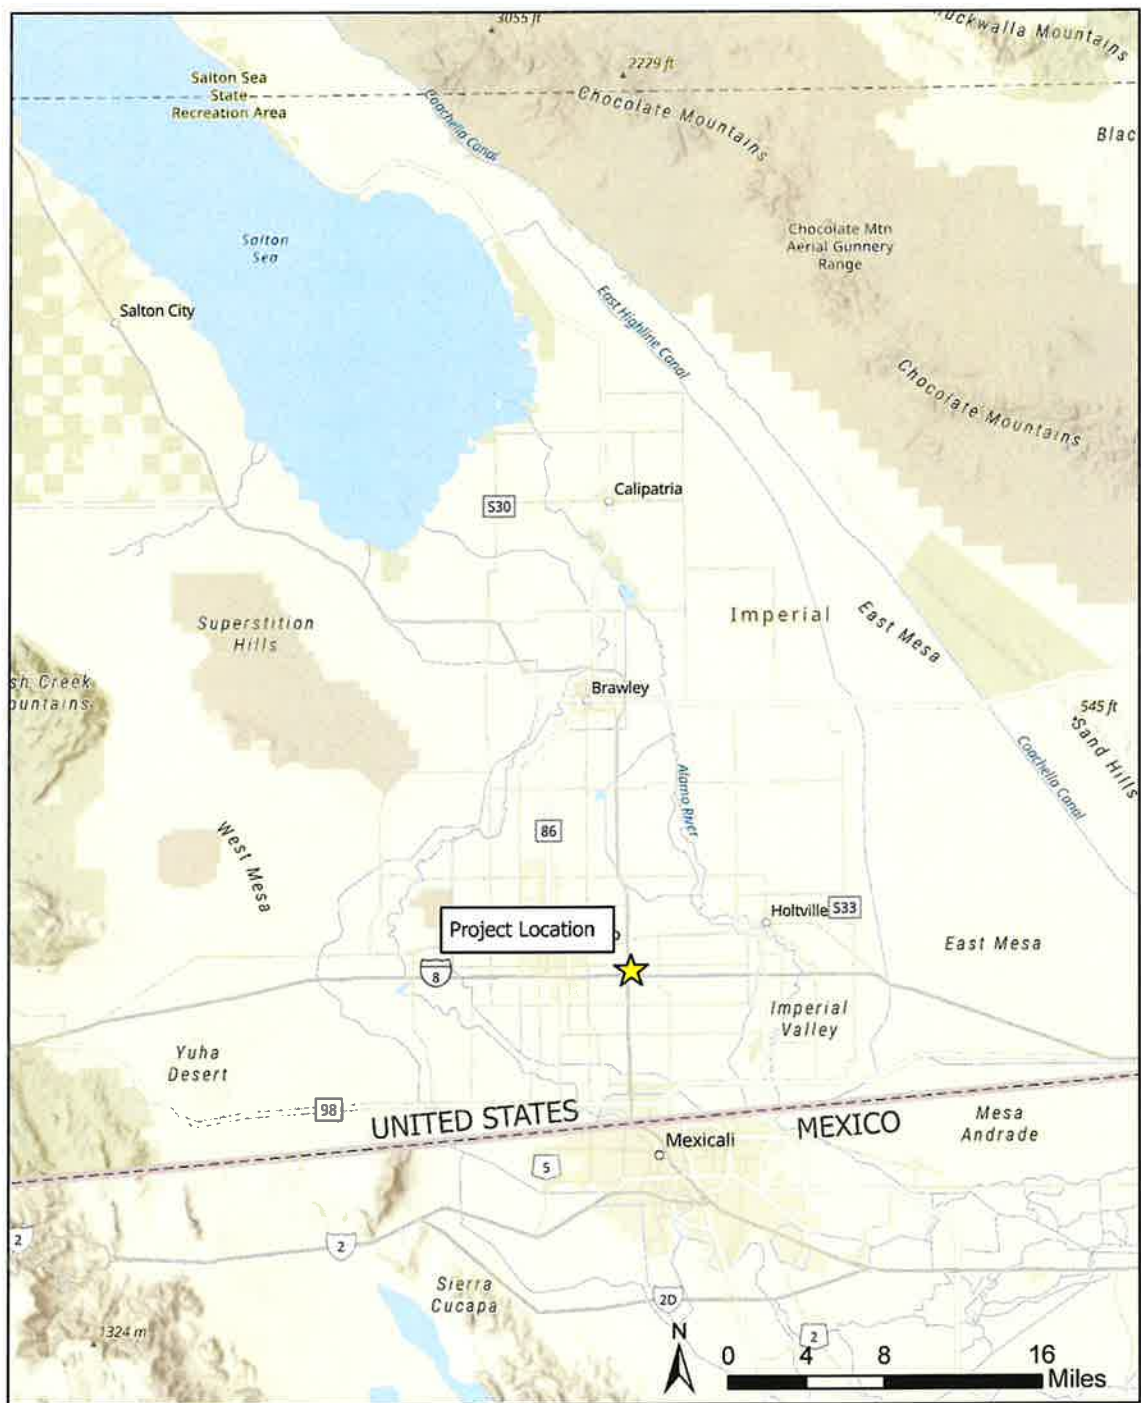 3055 ft
Mountains
2229 ft
Salton Sea
State
Recreation Area
Coachella Canal
Chocolate Mountains
Chocolate Mtn
Aerial Gunnery
Range
Salton
Sea
East Highline Canal
Salton City
Chocolate Mountains
Calipatria
S30
Imperial
East Mesa
Superstition
Hills
Creek
Brawley
545 ft
Sand Hills
Coachella Canal
Alamo River
86
West Mesa
Holtville
S33
Project Location
East Mesa
8
Imperial
Valley
Yuha
Desert
98
UNITED STATES
MEXICO
Mesa
Andrade
Mexicali
5
2
2
Sierra
Cucapa
2D
1324 m
2
N
0 4 8 16
Miles